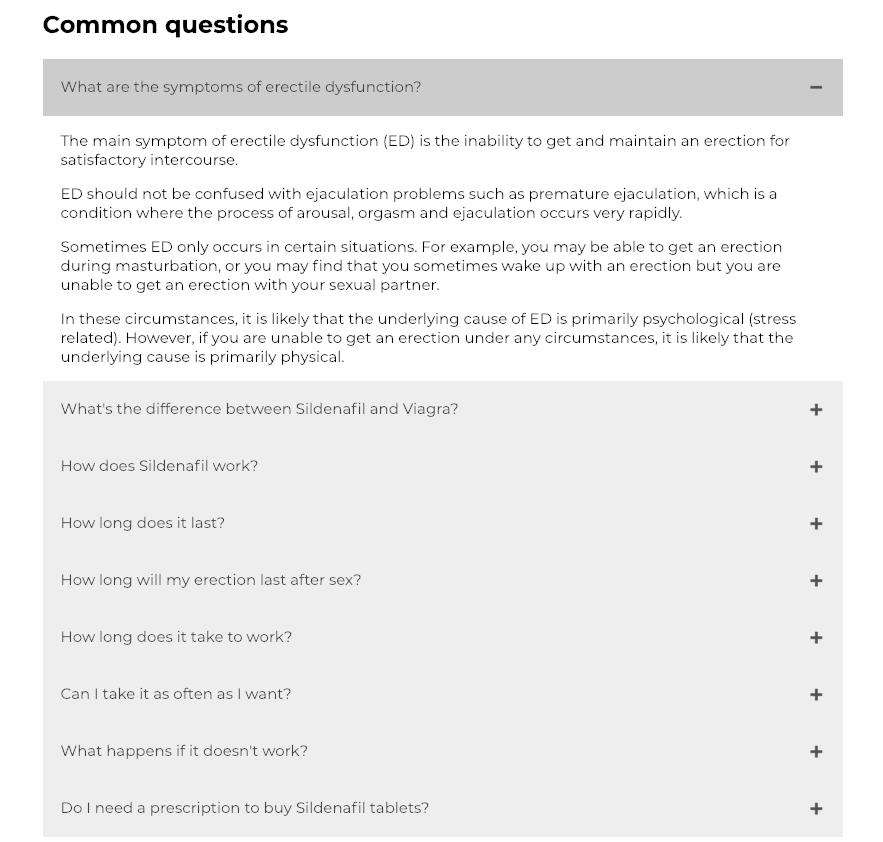 Common questions
What are the symptoms of erectile dysfunction?
The main symptom of erectile dysfunction (ED) is the inability to get and maintain an erection for
satisfactory intercourse.
ED should not be confused with ejaculation problems such as premature ejaculation, which is a
condition where the process of arousal, orgasm and ejaculation occurs very rapidly.
Sometimes ED only occurs in certain situations. For example, you may be able to get an erection
during masturbation, or you may find that you sometimes wake up with an erection but you are
unable to get an erection with your sexual partner.
In these circumstances, it is likely that the underlying cause of ED is primarily psychological (stress
related). However, if you are unable to get an erection under any circumstances, it is likely that the
underlying cause is primarily physical.
What's the difference between Sildenafil and Viagra?
How does Sildenafil work?
How long does it last?
How long will my erection last after sex?
How long does it take to work?
Can I take it as often as I want?
What happens if it doesn't work?
Do I need a prescription to buy Sildenafil tablets?